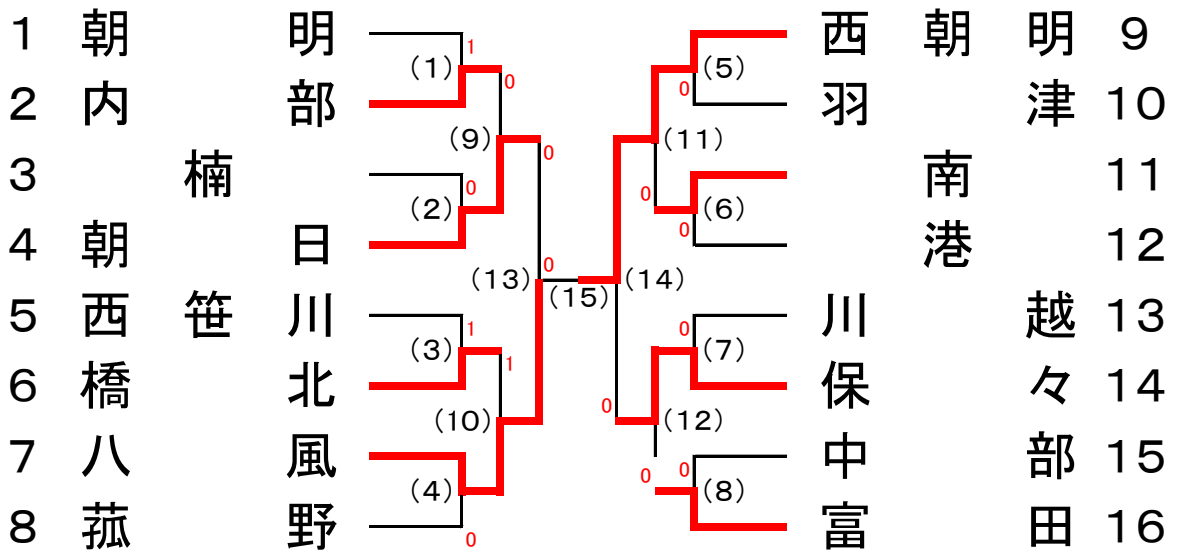 1 朝明
2 内部
3 楠
4 朝日
5 西笹川
6 橋北
7 八風
8 菰野
(1) 1 0
(9) 0
(2) 0
(13) 0
(3) 1 1
(10)
(4) 0
(15)
西朝明 9
羽津 10
南 11
港 12
川越 13
保々 14
中部 15
富田 16
(5) 0
(11) 0
(6) 0
(14) 0
(7) 0
(12) 0
(8) 0